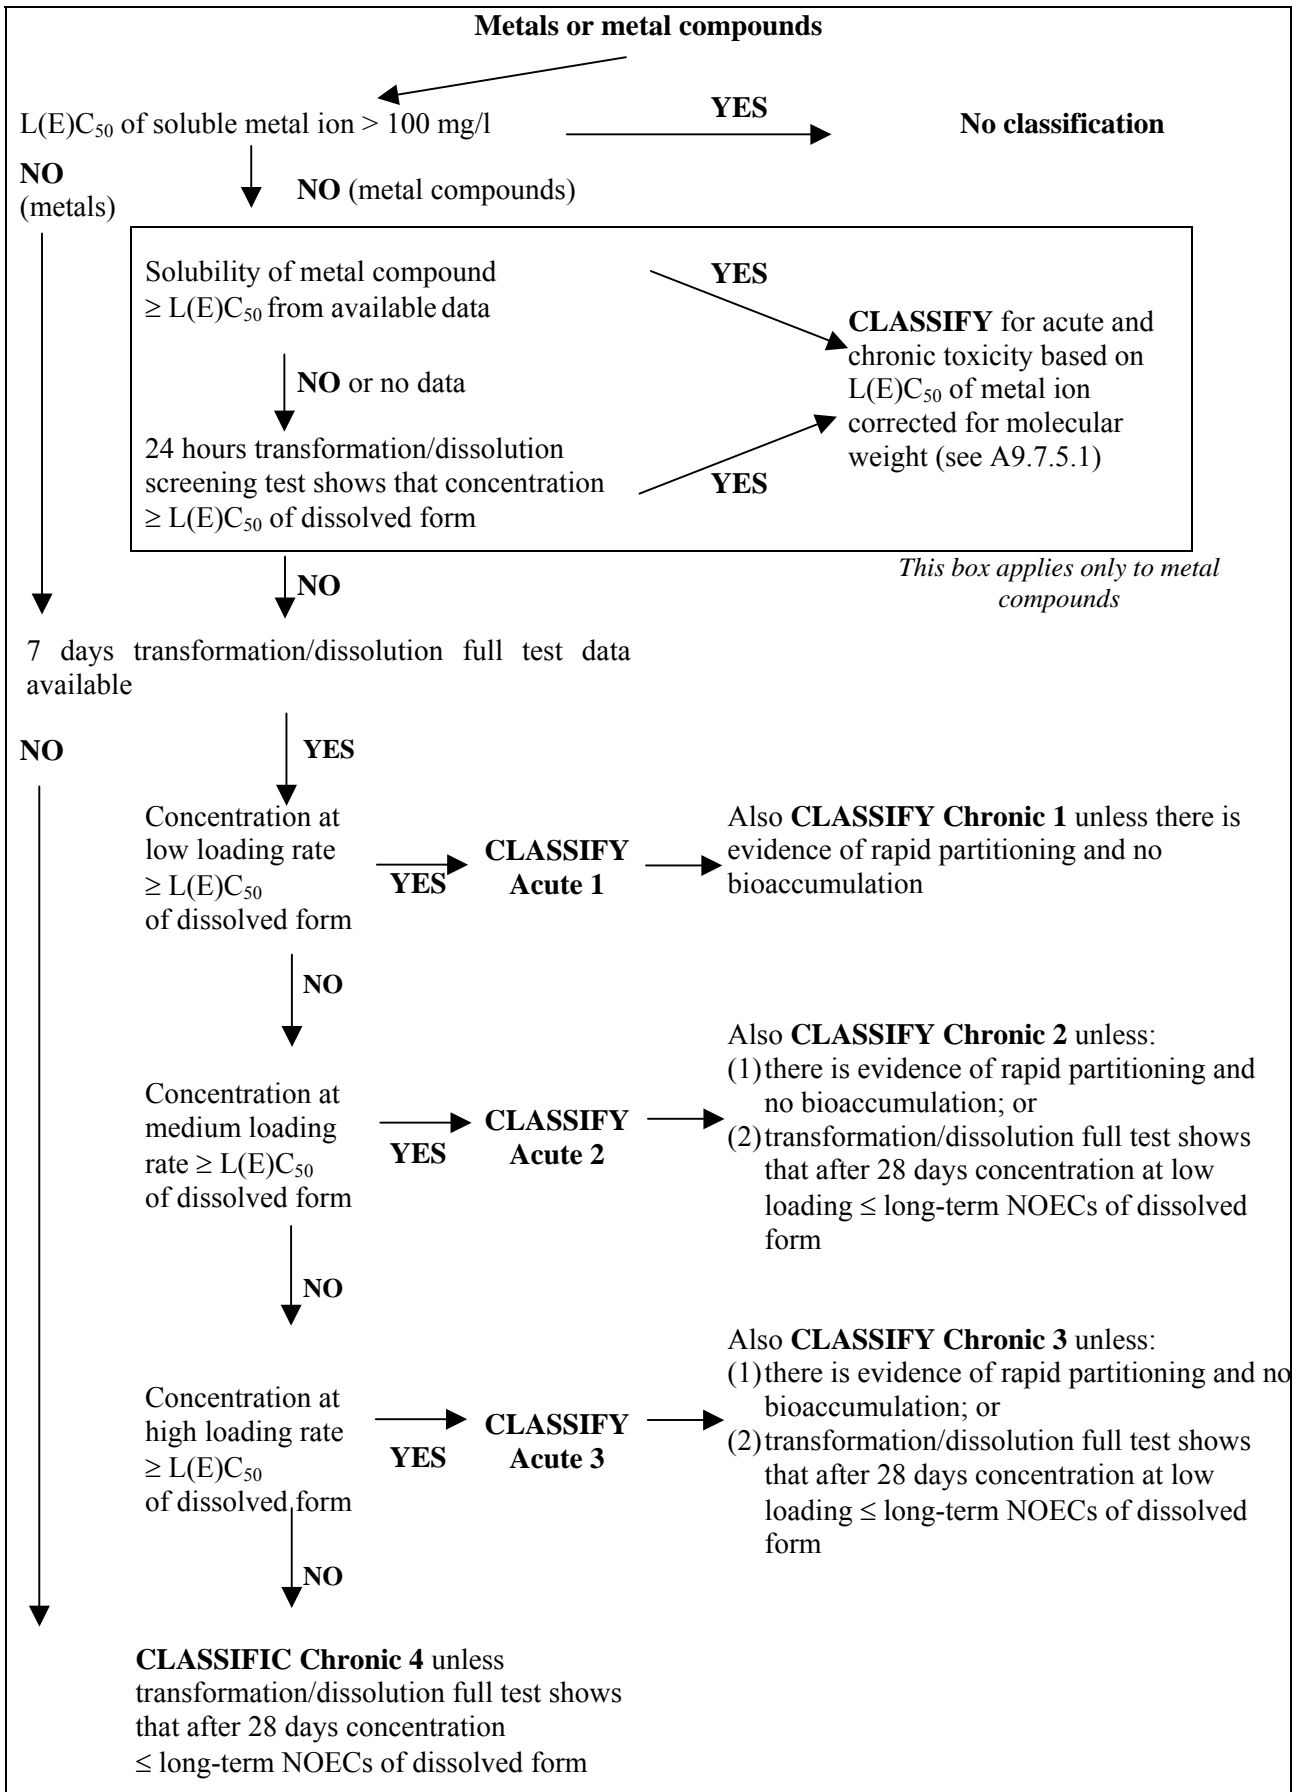 Metals or metal compounds
L(E)C₅₀ of soluble metal ion > 100 mg/l
YES
No classification
NO
(metals)
NO (metal compounds)
Solubility of metal compound
≥ L(E)C₅₀ from available data
YES
CLASSIFY for acute and
chronic toxicity based on
L(E)C₅₀ of metal ion
corrected for molecular
weight (see A9.7.5.1)
NO or no data
24 hours transformation/dissolution
screening test shows that concentration
≥ L(E)C₅₀ of dissolved form
YES
This box applies only to metal
compounds
NO
7 days transformation/dissolution full test data
available
NO
YES
Concentration at
low loading rate
≥ L(E)C₅₀
of dissolved form
YES
CLASSIFY
Acute 1
Also CLASSIFY Chronic 1 unless there is
evidence of rapid partitioning and no
bioaccumulation
NO
Concentration at
medium loading
rate ≥ L(E)C₅₀
of dissolved form
YES
CLASSIFY
Acute 2
Also CLASSIFY Chronic 2 unless:
(1) there is evidence of rapid partitioning and
no bioaccumulation; or
(2) transformation/dissolution full test shows
that after 28 days concentration at low
loading ≤ long-term NOECs of dissolved
form
NO
Concentration at
high loading rate
≥ L(E)C₅₀
of dissolved form
YES
CLASSIFY
Acute 3
Also CLASSIFY Chronic 3 unless:
(1) there is evidence of rapid partitioning and no
bioaccumulation; or
(2) transformation/dissolution full test shows
that after 28 days concentration at low
loading ≤ long-term NOECs of dissolved
form
NO
CLASSIFIC Chronic 4 unless
transformation/dissolution full test shows
that after 28 days concentration
≤ long-term NOECs of dissolved form